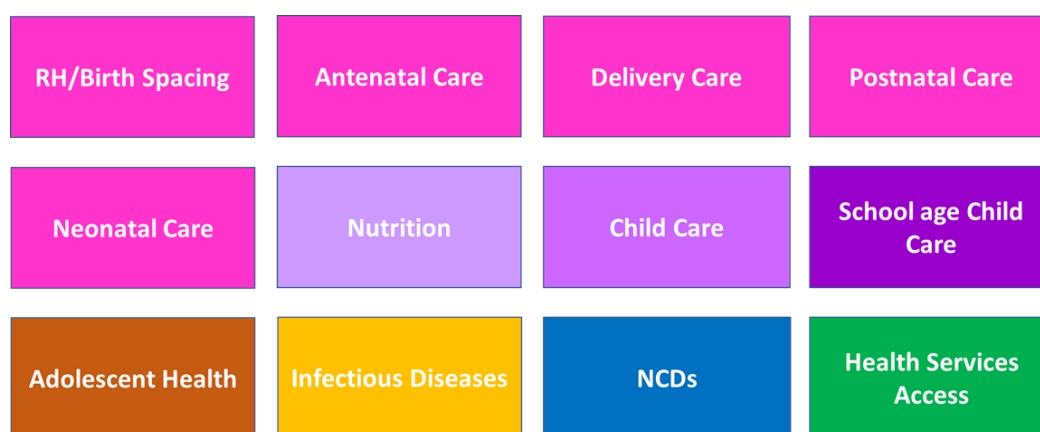 RH/Birth Spacing
Antenatal Care
Delivery Care
Postnatal Care
Neonatal Care
Nutrition
Child Care
School age Child
Care
Adolescent Health
Infectious Diseases
NCDs
Health Services
Access